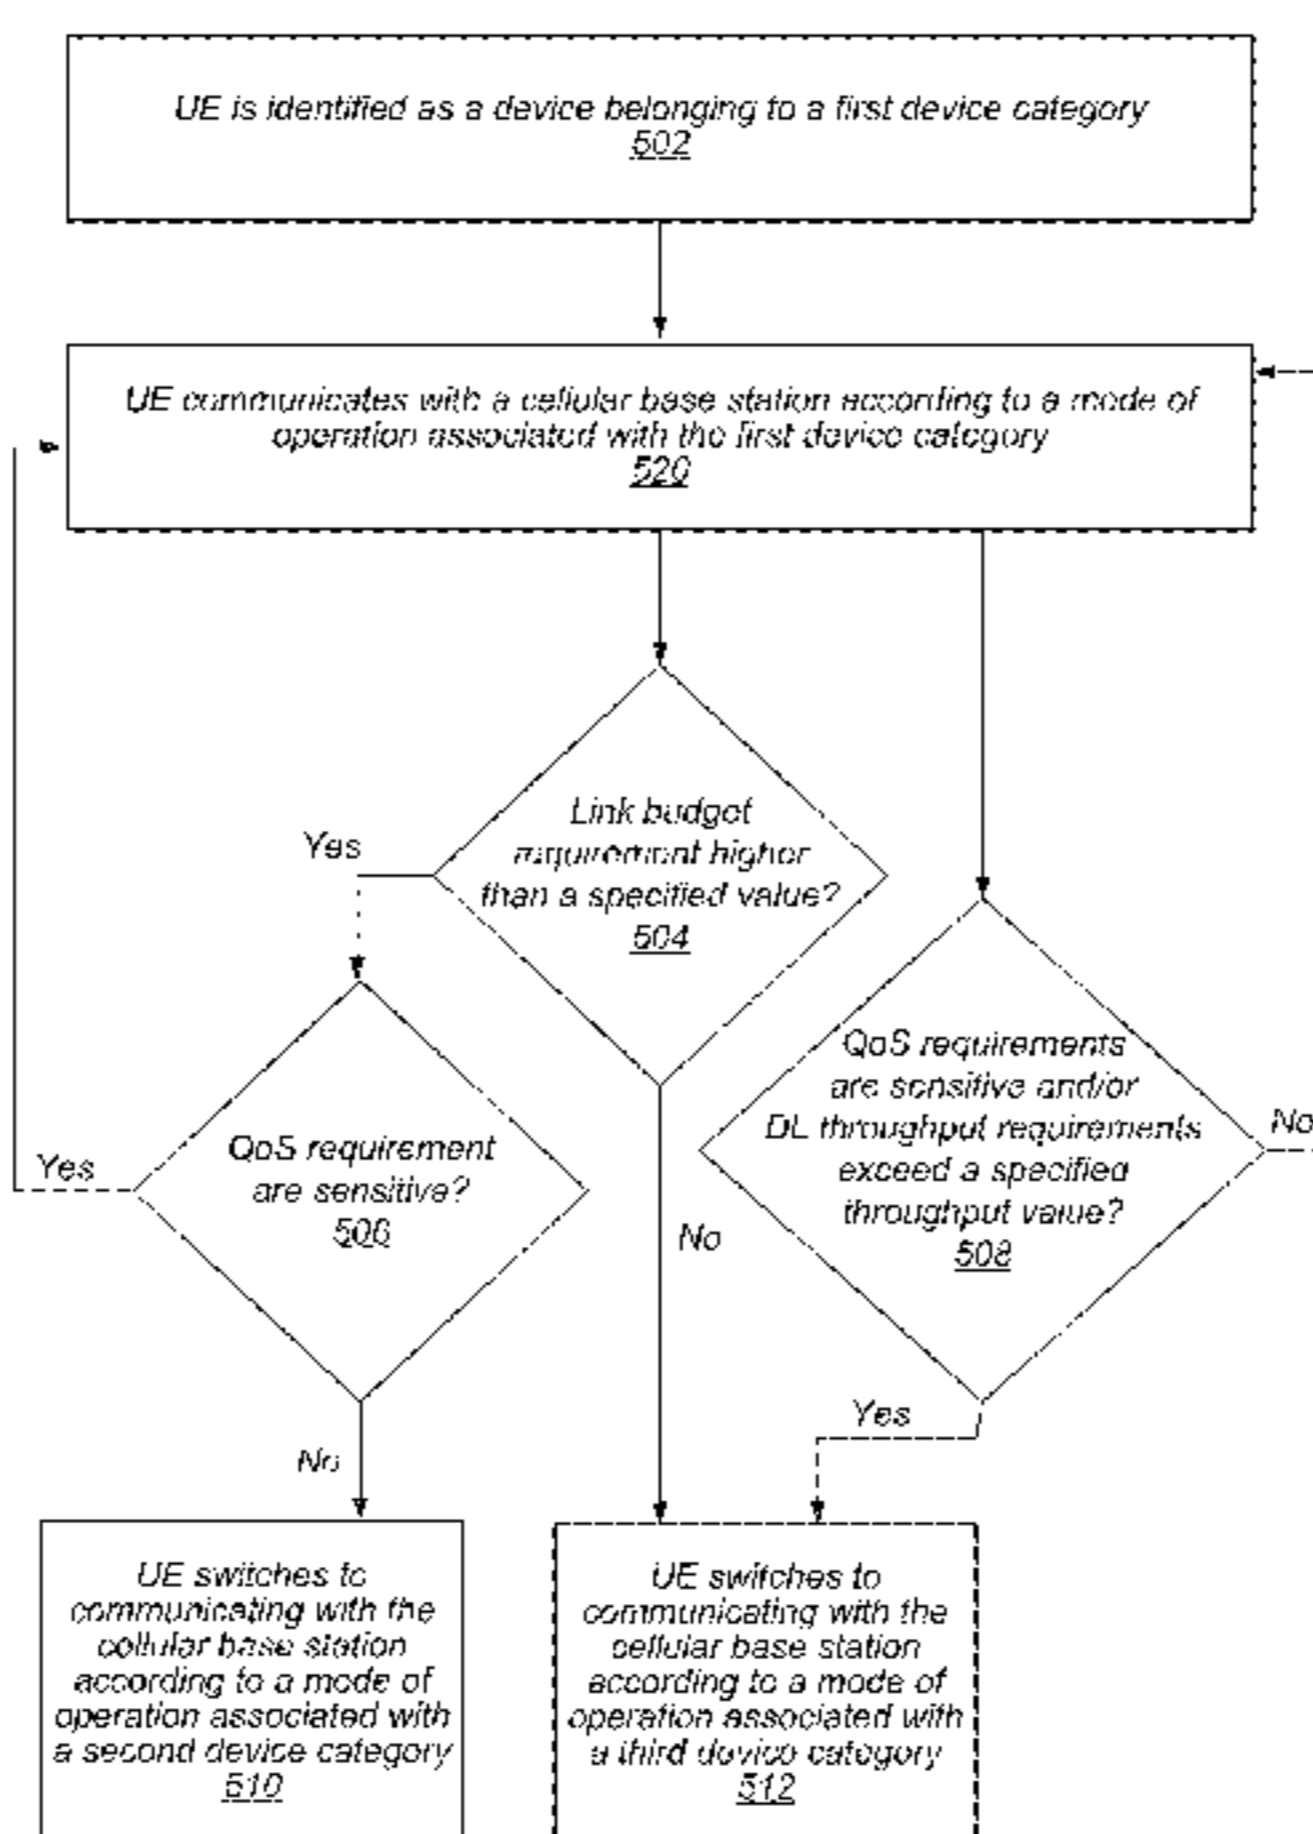 UE is identified as a device belonging to a first device category
502
UE communicates with a cellular base station according to a mode of
operation associated with the first device category
520
Link budget
requirement higher
than a specified value?
504
Yes
QoS requirements
are sensitive and/or
DL throughput requirements
exceed a specified
throughput value?
508
No
QoS requirement
are sensitive?
506
Yes
No
Yes
No
UE switches to
communicating with the
cellular base station
according to a mode of
operation associated with
a second device category
510
UE switches to
communicating with the
cellular base station
according to a mode of
operation associated with
a third device category
512